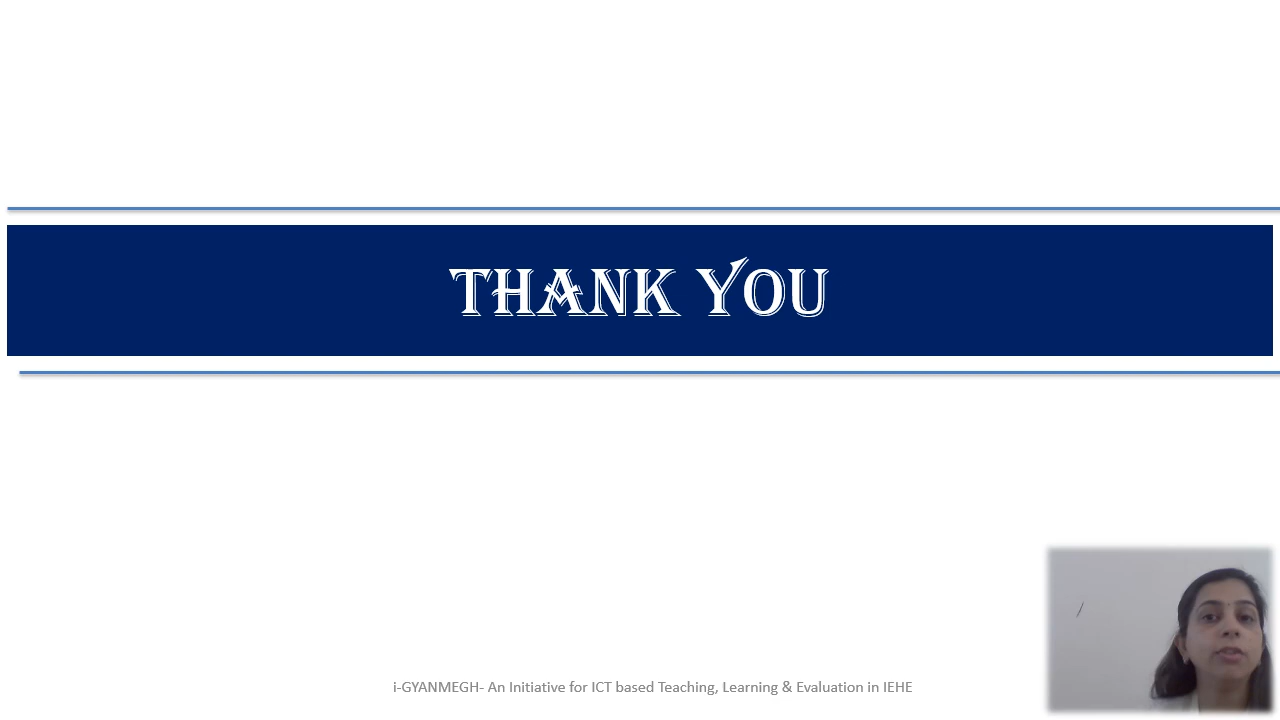 THANK YOU
i-GYANMEGH- An Initiative for ICT based Teaching, Learning & Evaluation in IEHE